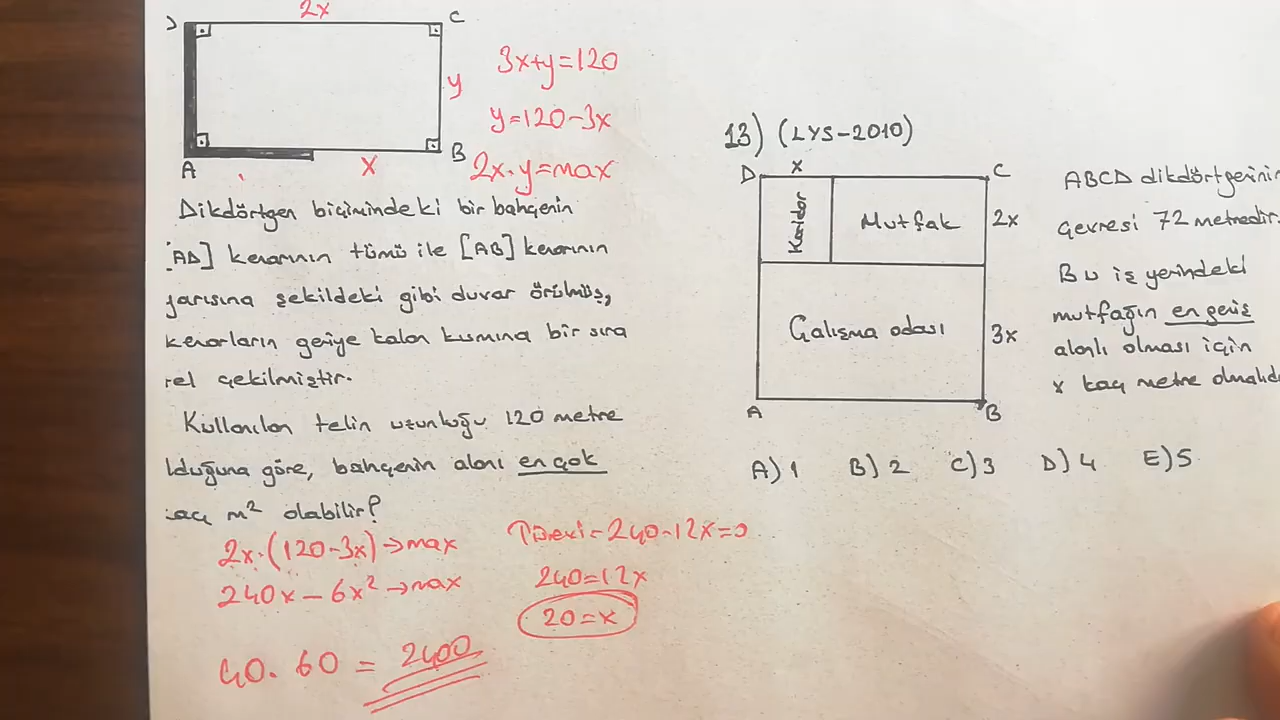 2x
C
y
A
x
B
3x+y=120
y=120-3x
2x.y=max
Dikdörtgen biçimindeki bir bahçenin
[AD] kenarının tümü ile [AB] kenarının
yarısına şekildeki gibi duvar örülmüş,
kenarların geriye kalan kısmına bir sıra
tel çekilmiştir.
Kullanılan telin uzunluğu 120 metre
olduğuna göre, bahçenin alanı en çok
kaç m² olabilir?
2x.(120-3x)→max
240x-6x²→max
40.60=2400
Türevi=240-12x=0
240=12x
20=x
13) (LYS-2010)
D
x
C
Koridor
Mutfak
2x
Çalışma odası
3x
A
B
ABCD dikdörtgeninin
çevresi 72 metredir.
Bu iş yerindeki
mutfağın en geniş
alanlı olması için
x kaç metre olmalıdı
A) 1 B) 2 C) 3 D) 4 E) 5